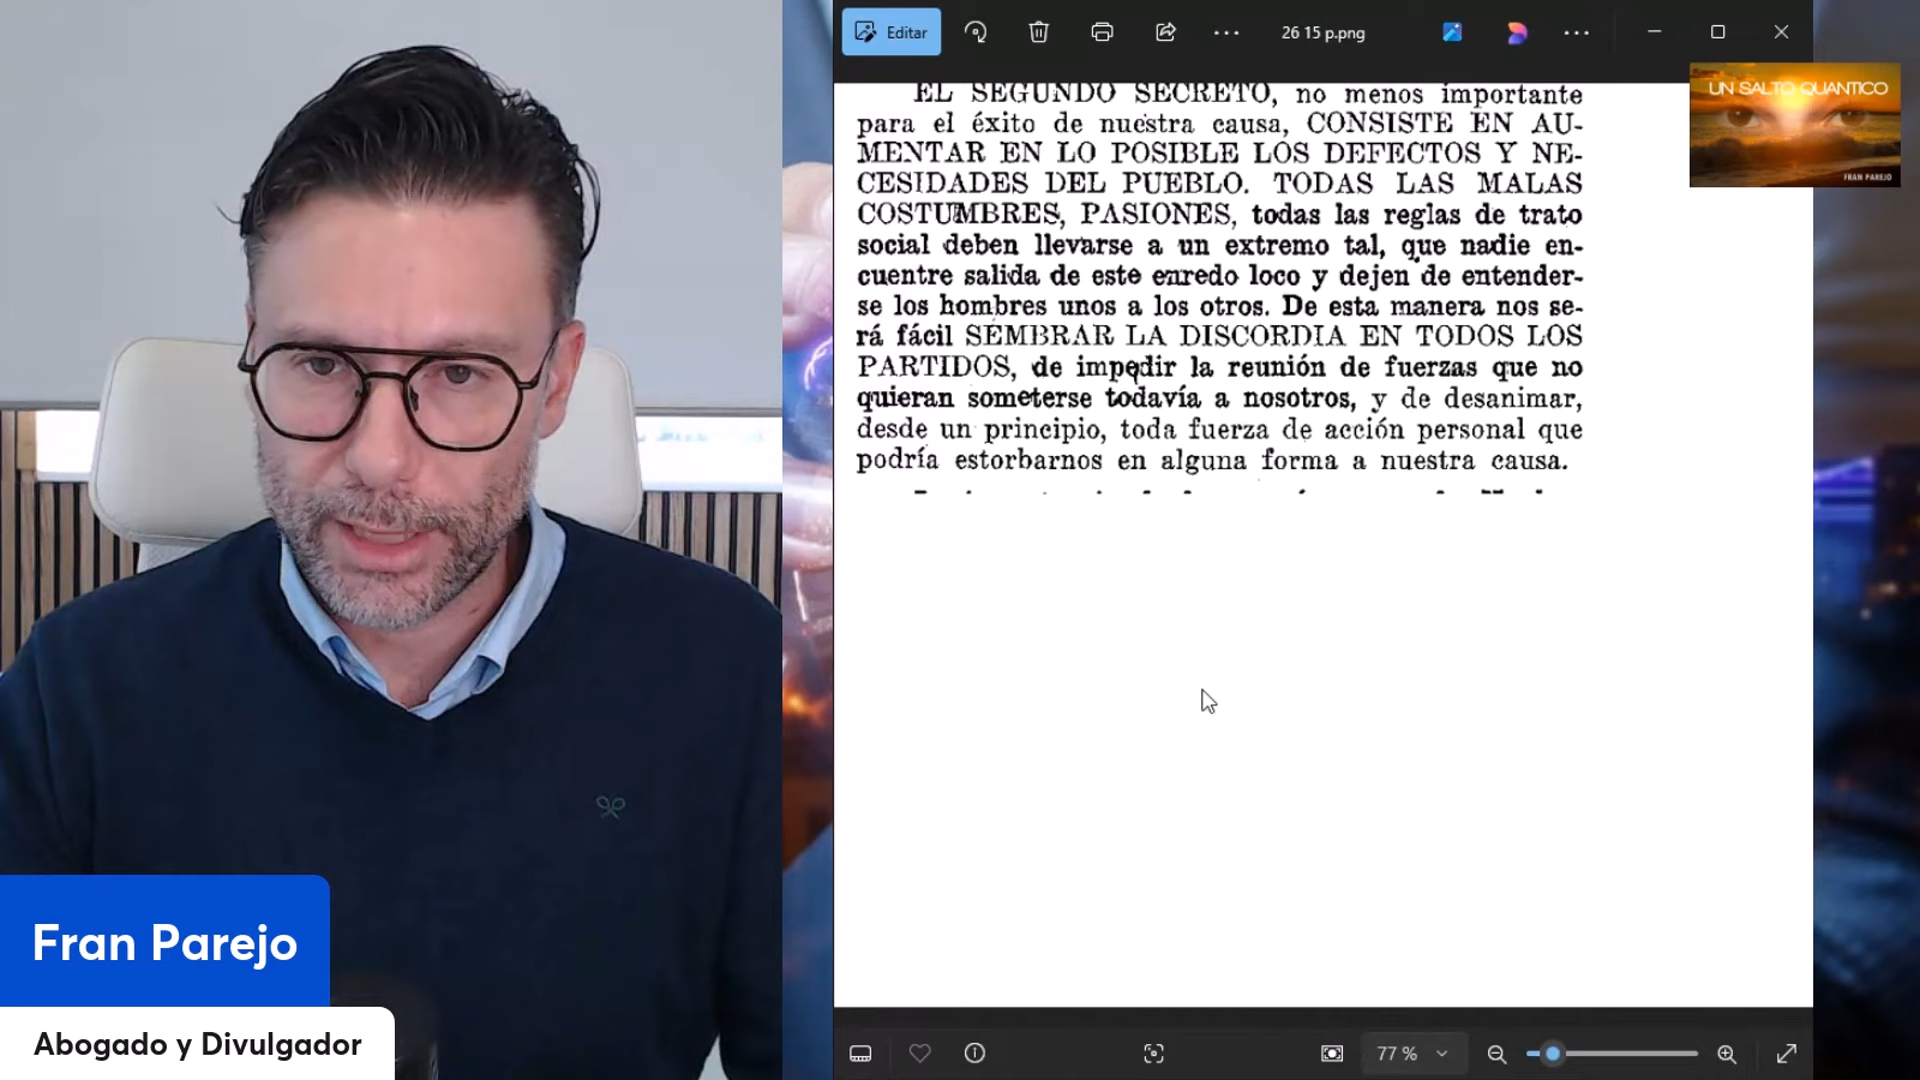 Editar
26 15 p.png
UN SALTO QUANTICO
FRAN PAREJO
EL SEGUNDO SECRETO, no menos importante
para el éxito de nuestra causa, CONSISTE EN AU-
MENTAR EN LO POSIBLE LOS DEFECTOS Y NE-
CESIDADES DEL PUEBLO. TODAS LAS MALAS
COSTUMBRES, PASIONES, todas las reglas de trato
social deben llevarse a un extremo tal, que nadie en-
cuentre salida de este enredo loco y dejen de entender-
se los hombres unos a los otros. De esta manera nos se-
rá fácil SEMBRAR LA DISCORDIA EN TODOS LOS
PARTIDOS, de impedir la reunión de fuerzas que no
quieran someterse todavía a nosotros, y de desanimar,
desde un principio, toda fuerza de acción personal que
podría estorbarnos en alguna forma a nuestra causa.
Fran Parejo
Abogado y Divulgador
77 %